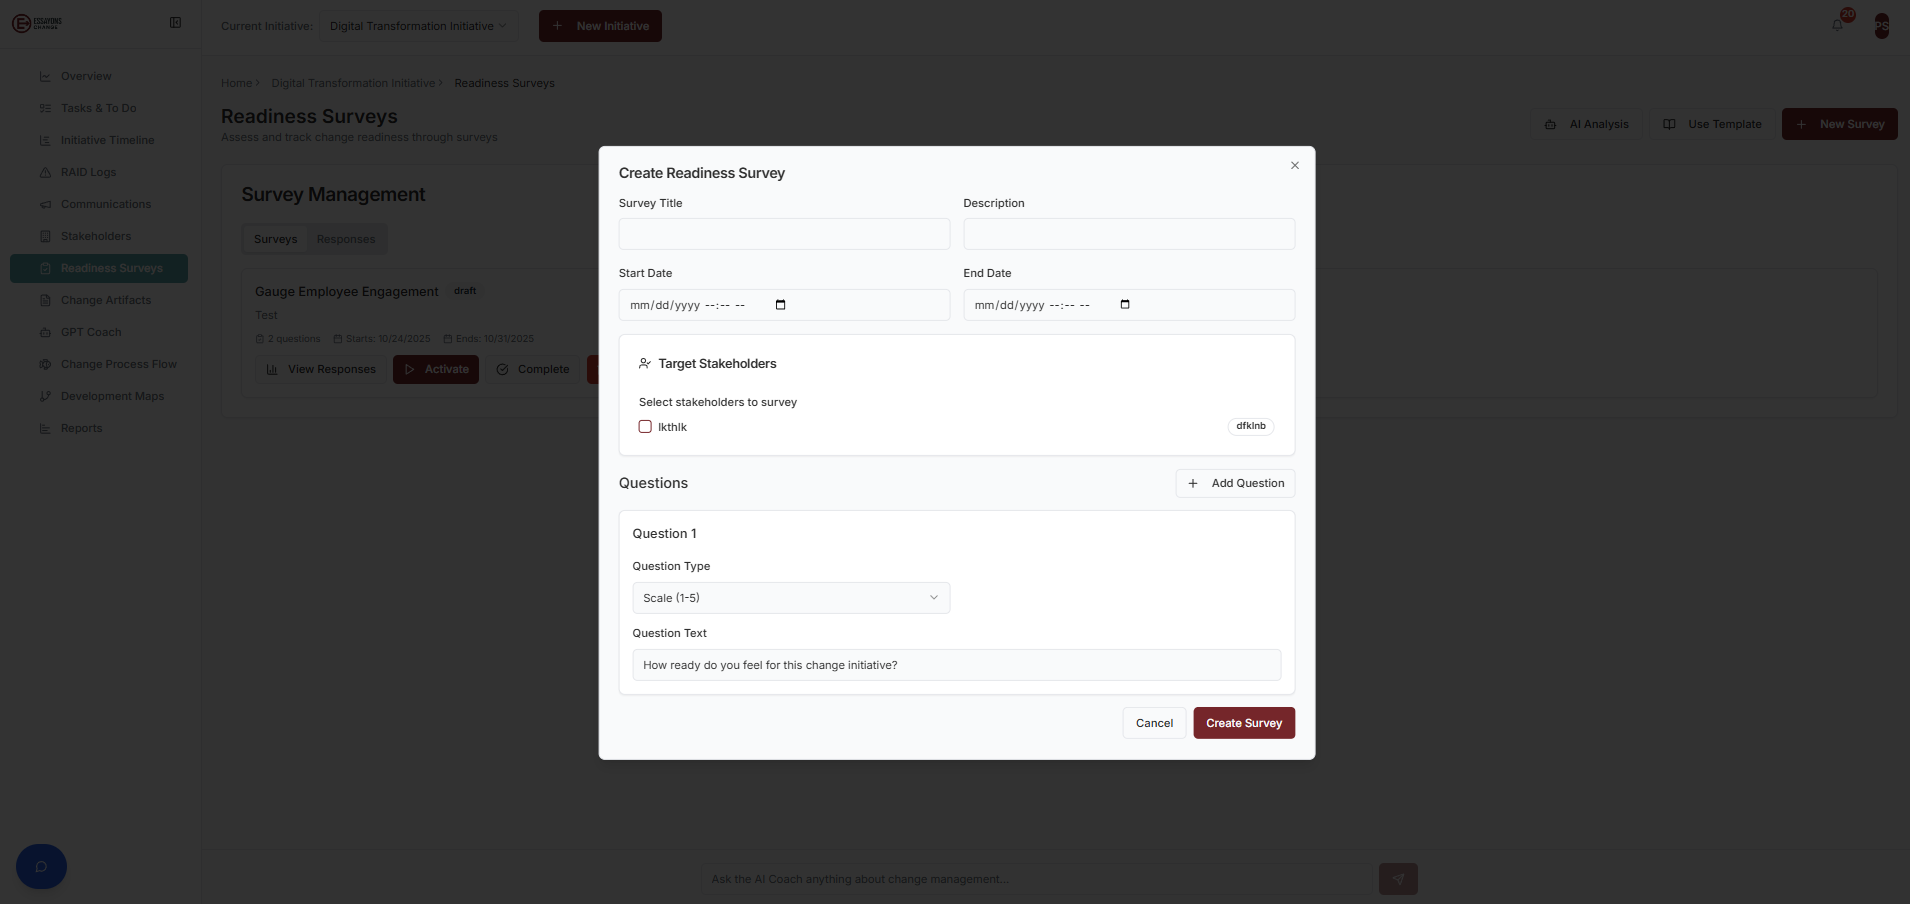 ESSAYONS
CHANGE
Current Initiative:
Digital Transformation Initiative
New Initiative
20
PS
Overview
Tasks & To Do
Initiative Timeline
RAID Logs
Communications
Stakeholders
Readiness Surveys
Change Artifacts
GPT Coach
Change Process Flow
Development Maps
Reports
Home
Digital Transformation Initiative
Readiness Surveys
Readiness Surveys
Assess and track change readiness through surveys
AI Analysis
Use Template
New Survey
Survey Management
Surveys
Responses
Gauge Employee Engagement
draft
Test
2 questions
Starts: 10/24/2025
Ends: 10/31/2025
View Responses
Activate
Complete
Create Readiness Survey
Survey Title
Description
Start Date
End Date
mm/dd/yyyy --:-- --
mm/dd/yyyy --:-- --
Target Stakeholders
Select stakeholders to survey
lkthlk
dfklnb
Questions
Add Question
Question 1
Question Type
Scale (1-5)
Question Text
How ready do you feel for this change initiative?
Cancel
Create Survey
Ask the AI Coach anything about change management...